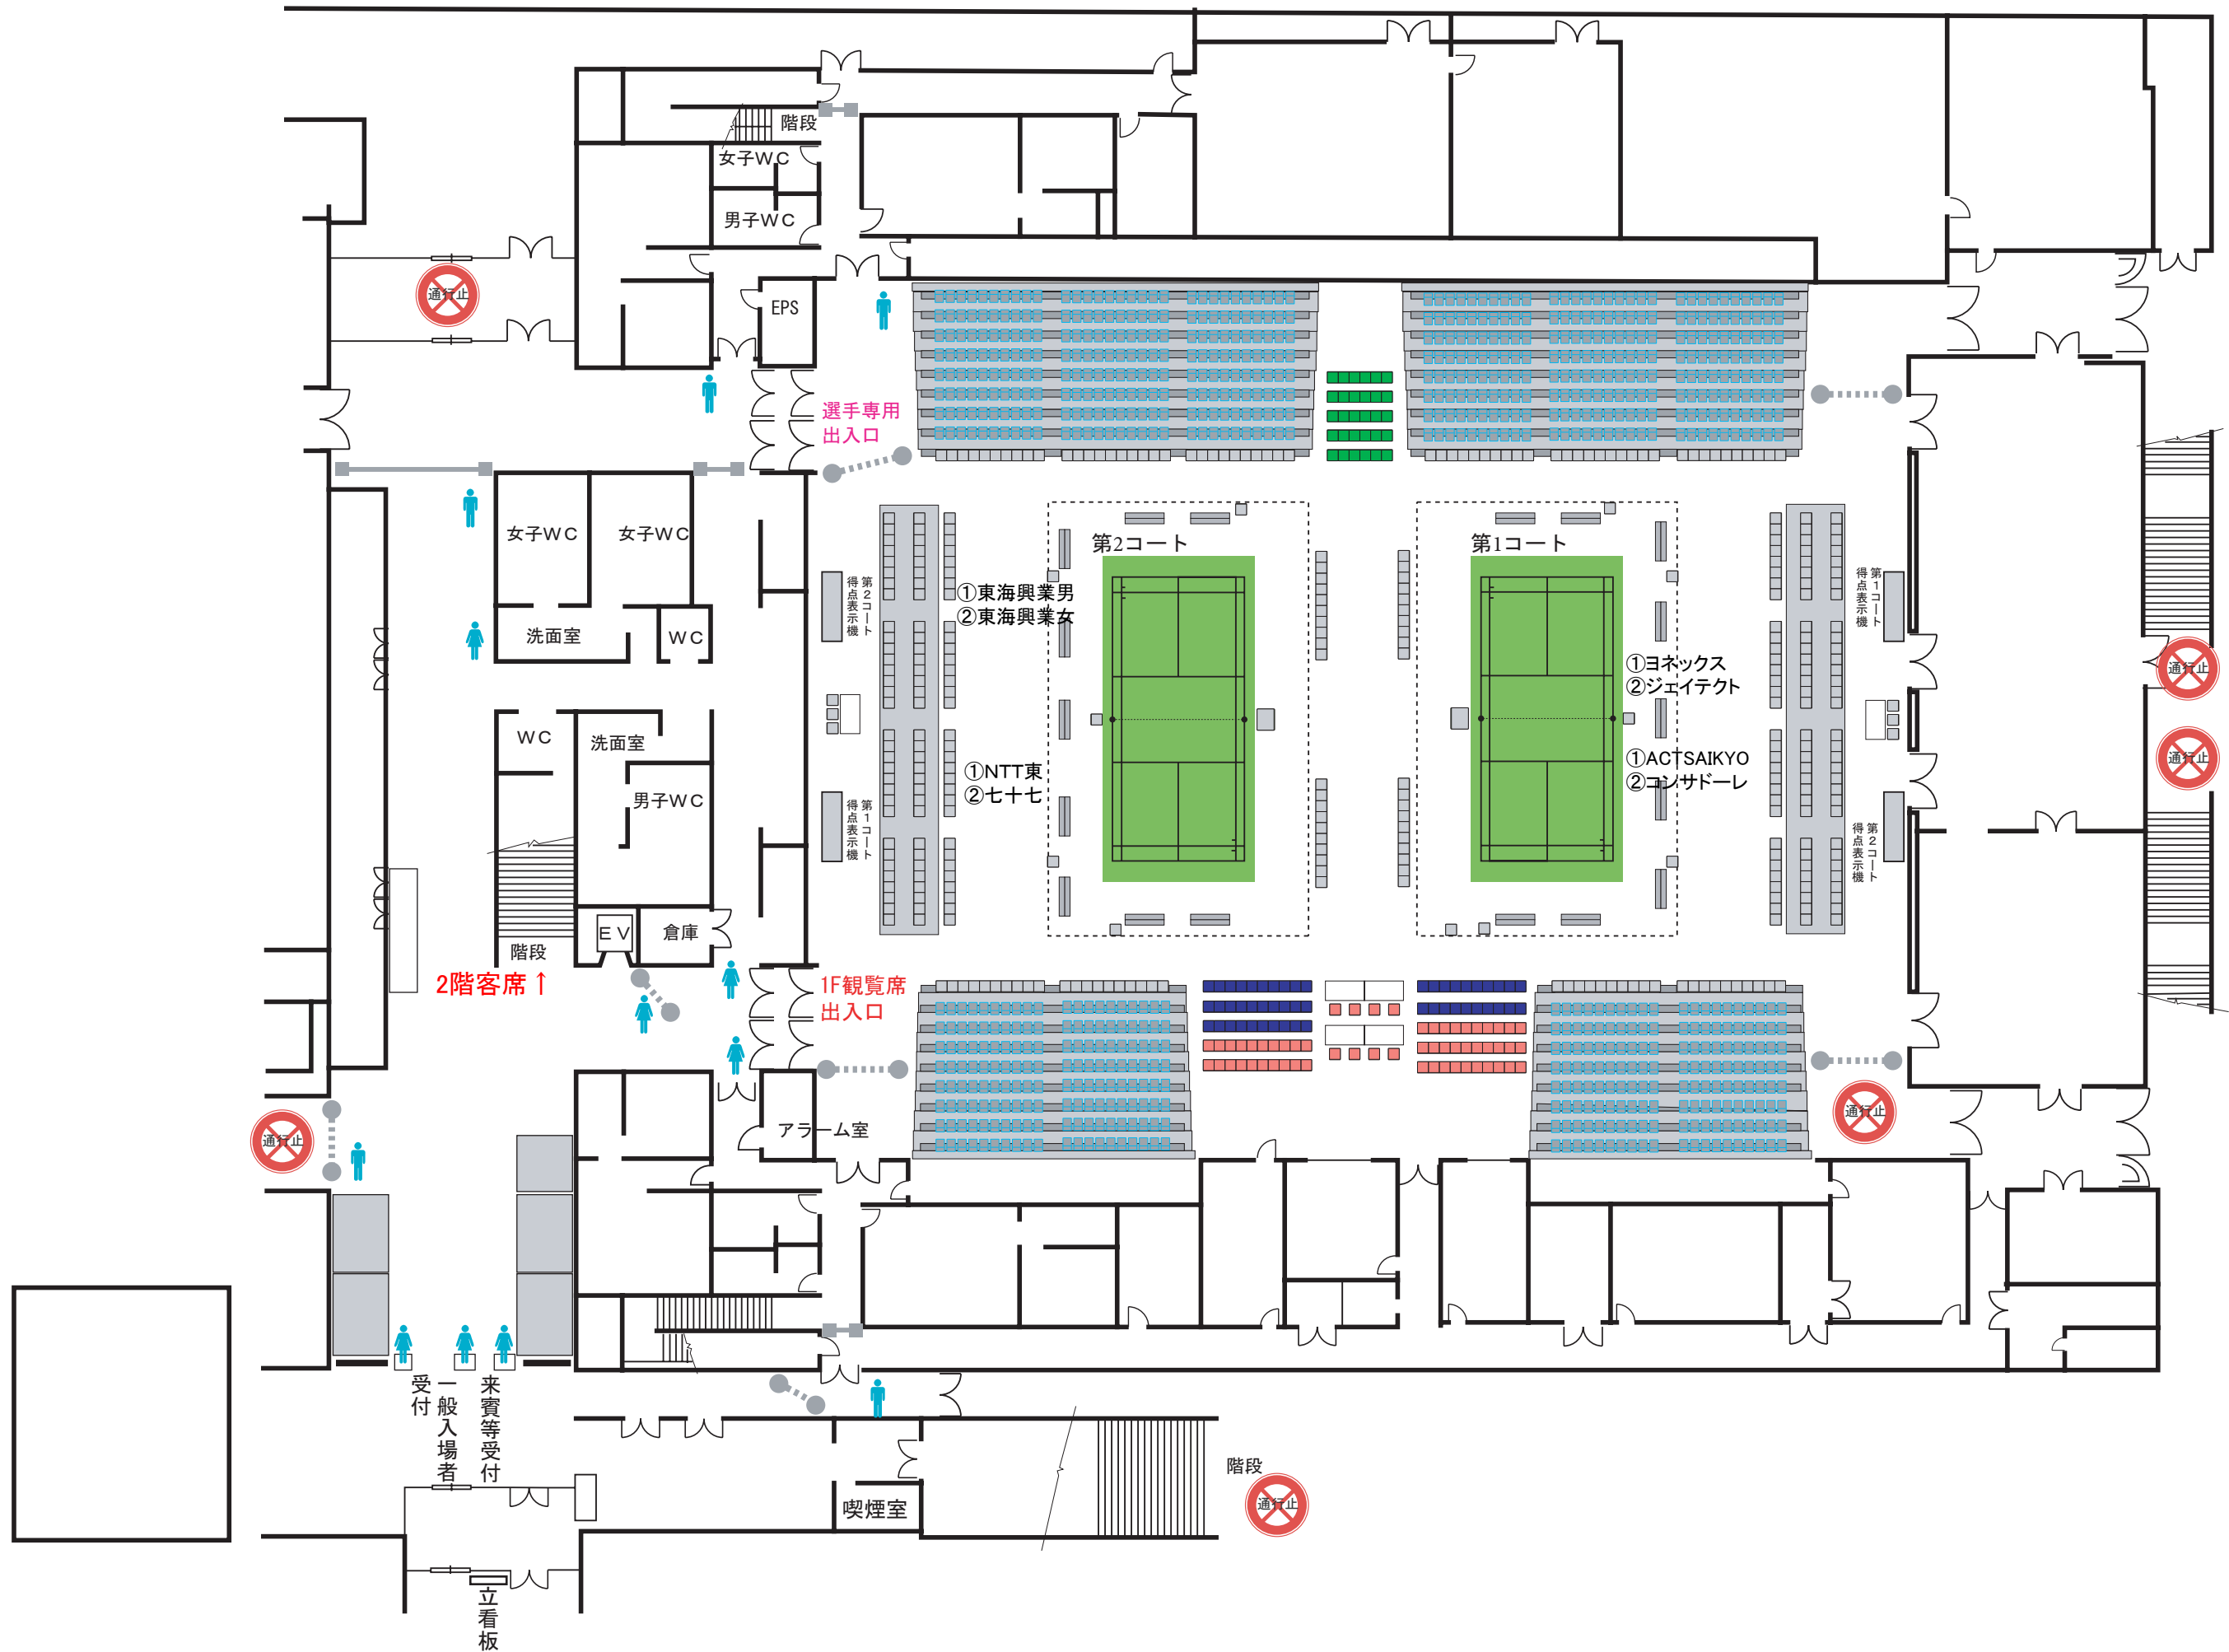 階段
女子WC
男子WC
通行止
EPS
選手専用
出入口
女子WC
女子WC
洗面室
WC
WC
洗面室
男子WC
階段
EV
倉庫
2階客席↑
第2コート
得点表示機
第1コート
得点表示機
第2コート
①東海興業男
②東海興業女
①NTT東
②七十七
第1コート
①ヨネックス
②ジェイテクト
①ACTSAIKYO
②コンサドーレ
第1コート
得点表示機
第2コート
得点表示機
通行止
通行止
1F観覧席
出入口
アラーム室
通行止
通行止
一般入場者
受付
来賓等受付
喫煙室
階段
通行止
立看板